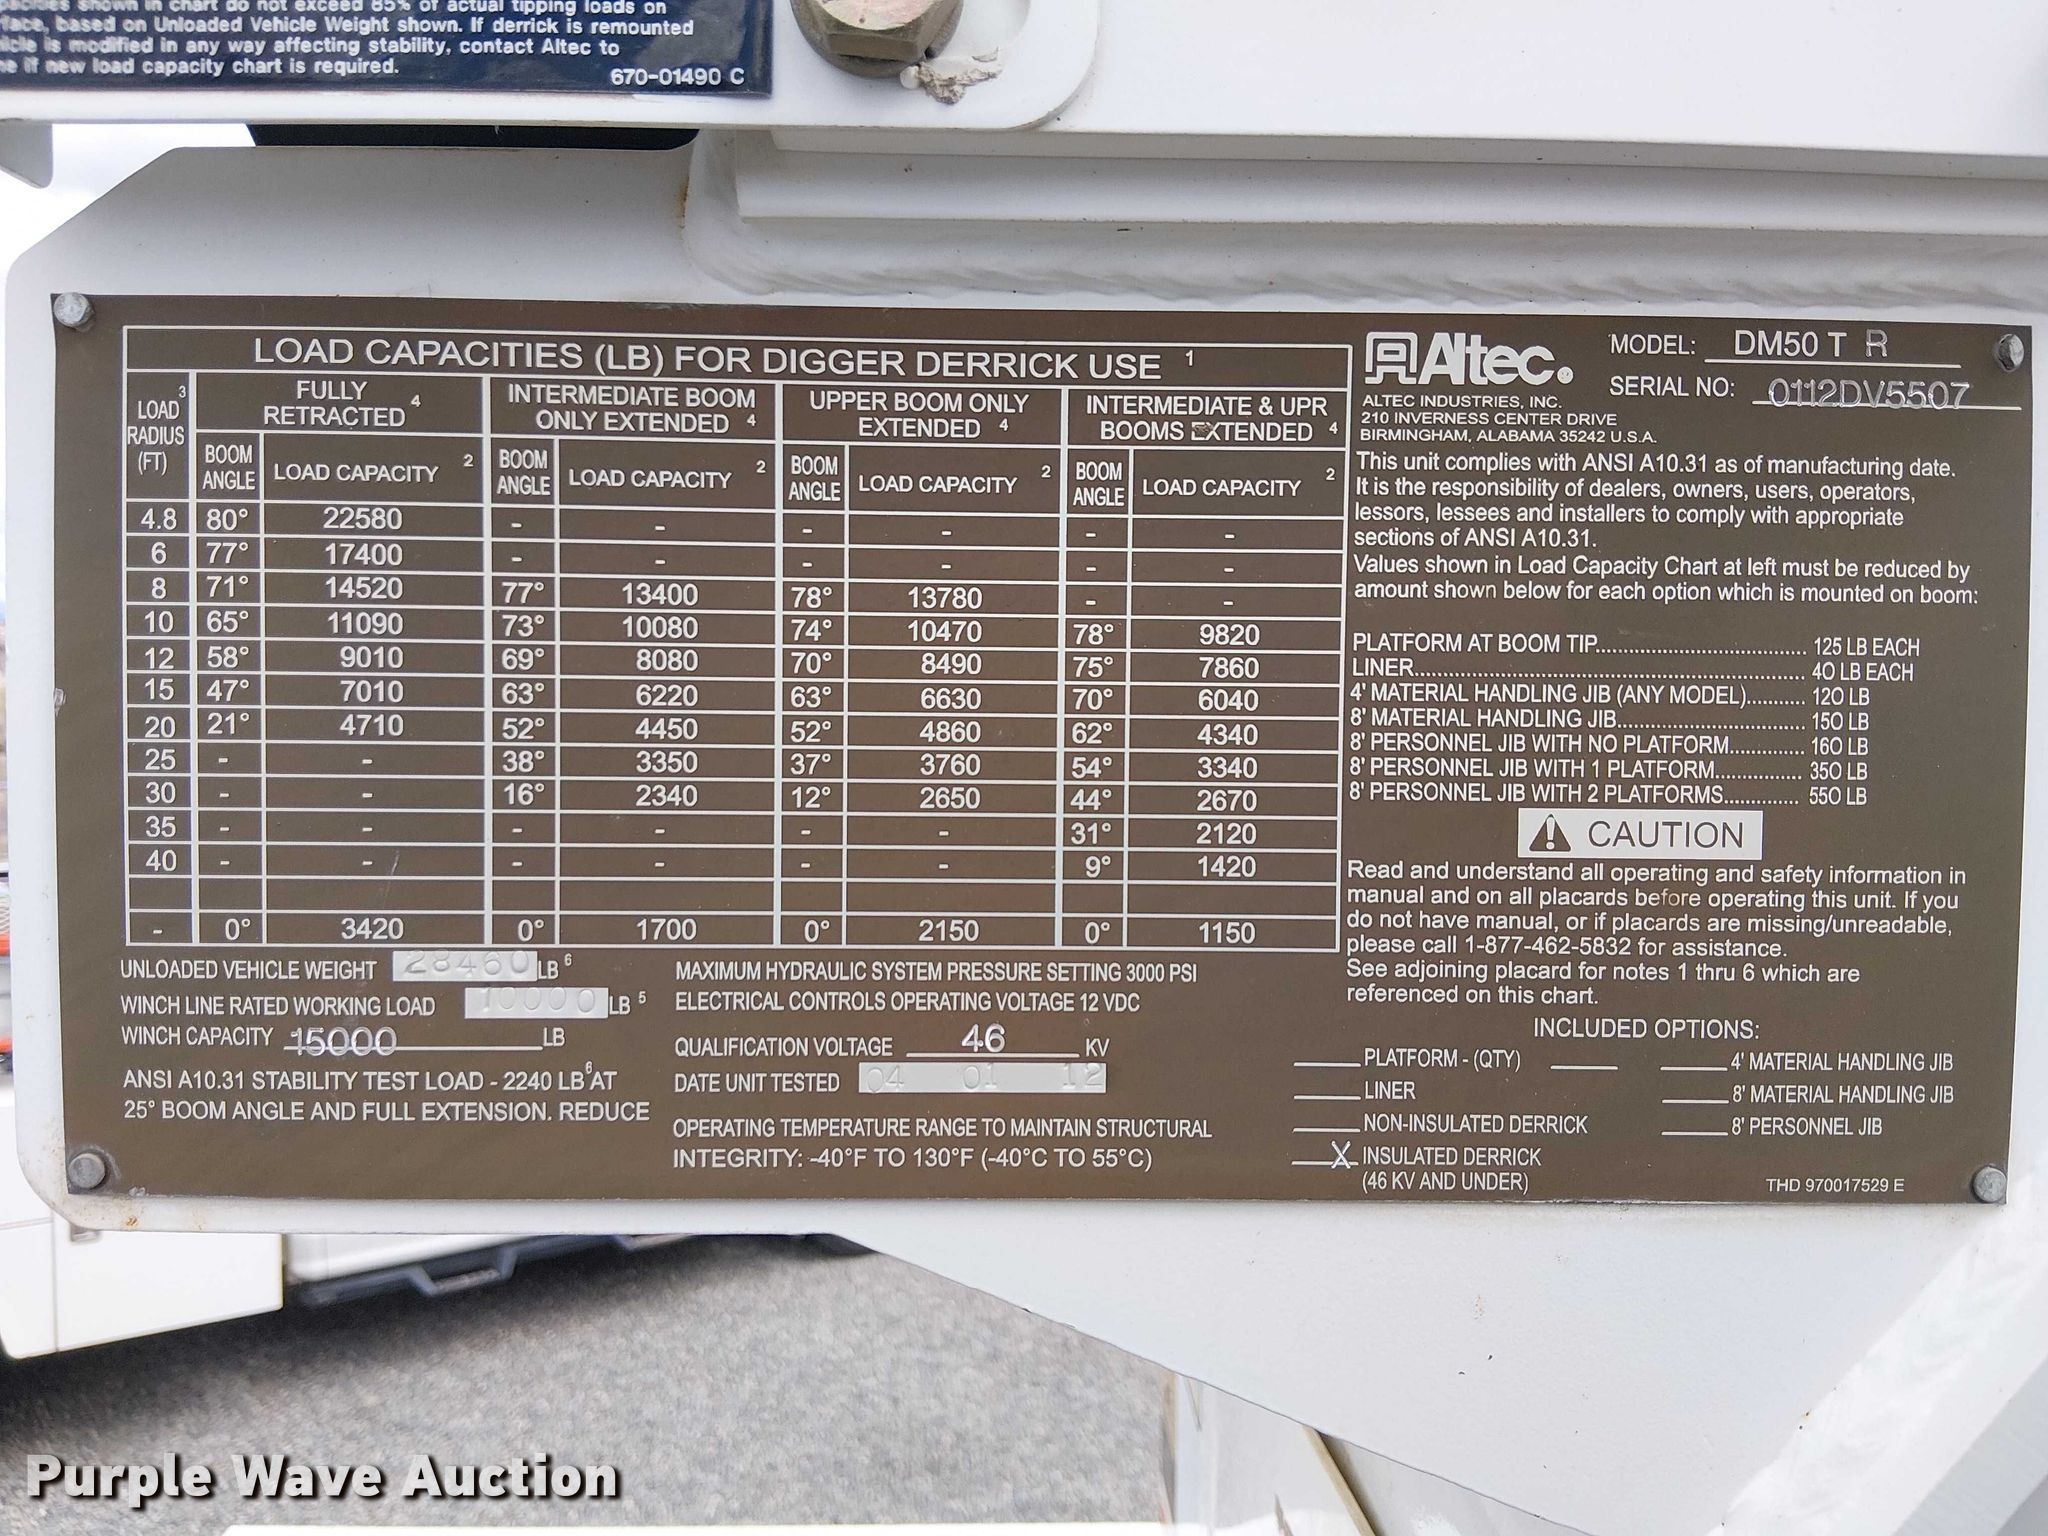 shown in chart do not exceed 85% of actual tipping loads on
based on Unloaded Vehicle Weight shown. If derrick is remounted
is modified in any way affecting stability, contact Altec to
if new load capacity chart is required.
670-01490 C
LOAD CAPACITIES (LB) FOR DIGGER DERRICK USE 1
LOAD RADIUS (FT) 3 | FULLY RETRACTED 4 | INTERMEDIATE BOOM ONLY EXTENDED 4 | UPPER BOOM ONLY EXTENDED 4 | INTERMEDIATE & UPR BOOMS EXTENDED 4
BOOM ANGLE | LOAD CAPACITY 2 | BOOM ANGLE | LOAD CAPACITY 2 | BOOM ANGLE | LOAD CAPACITY 2 | BOOM ANGLE | LOAD CAPACITY 2
4.8 | 80° | 22580 | - | - | - | - | - | -
6 | 77° | 17400 | - | - | - | - | - | -
8 | 71° | 14520 | 77° | 13400 | 78° | 13780 | - | -
10 | 65° | 11090 | 73° | 10080 | 74° | 10470 | 78° | 9820
12 | 58° | 9010 | 69° | 8080 | 70° | 8490 | 75° | 7860
15 | 47° | 7010 | 63° | 6220 | 63° | 6630 | 70° | 6040
20 | 21° | 4710 | 52° | 4450 | 52° | 4860 | 62° | 4340
25 | - | - | 38° | 3350 | 37° | 3760 | 54° | 3340
30 | - | - | 16° | 2340 | 12° | 2650 | 44° | 2670
35 | - | - | - | - | - | - | 31° | 2120
40 | - | - | - | - | - | - | 9° | 1420
- | 0° | 3420 | 0° | 1700 | 0° | 2150 | 0° | 1150
UNLOADED VEHICLE WEIGHT 28460 LB 6
WINCH LINE RATED WORKING LOAD 10000 LB 5
WINCH CAPACITY 15000 LB
ANSI A10.31 STABILITY TEST LOAD - 2240 LB 6 AT
25° BOOM ANGLE AND FULL EXTENSION. REDUCE
MAXIMUM HYDRAULIC SYSTEM PRESSURE SETTING 3000 PSI
ELECTRICAL CONTROLS OPERATING VOLTAGE 12 VDC
QUALIFICATION VOLTAGE 46 KV
DATE UNIT TESTED 04 01 12
OPERATING TEMPERATURE RANGE TO MAINTAIN STRUCTURAL
INTEGRITY: -40°F TO 130°F (-40°C TO 55°C)
Altec.
MODEL: DM50 T R
SERIAL NO: 0112DV5507
ALTEC INDUSTRIES, INC.
210 INVERNESS CENTER DRIVE
BIRMINGHAM, ALABAMA 35242 U.S.A.
This unit complies with ANSI A10.31 as of manufacturing date.
It is the responsibility of dealers, owners, users, operators,
lessors, lessees and installers to comply with appropriate
sections of ANSI A10.31.
Values shown in Load Capacity Chart at left must be reduced by
amount shown below for each option which is mounted on boom:
PLATFORM AT BOOM TIP........ 125 LB EACH
LINER........ 40 LB EACH
4' MATERIAL HANDLING JIB (ANY MODEL)........ 120 LB
8' MATERIAL HANDLING JIB........ 150 LB
8' PERSONNEL JIB WITH NO PLATFORM........ 160 LB
8' PERSONNEL JIB WITH 1 PLATFORM........ 350 LB
8' PERSONNEL JIB WITH 2 PLATFORMS........ 550 LB
CAUTION
Read and understand all operating and safety information in
manual and on all placards before operating this unit. If you
do not have manual, or if placards are missing/unreadable,
please call 1-877-462-5832 for assistance.
See adjoining placard for notes 1 thru 6 which are
referenced on this chart.
INCLUDED OPTIONS:
____ PLATFORM - (QTY) ____
____ LINER
____ NON-INSULATED DERRICK
X INSULATED DERRICK
(46 KV AND UNDER)
____ 4' MATERIAL HANDLING JIB
____ 8' MATERIAL HANDLING JIB
____ 8' PERSONNEL JIB
THD 970017529 E
Purple Wave Auction